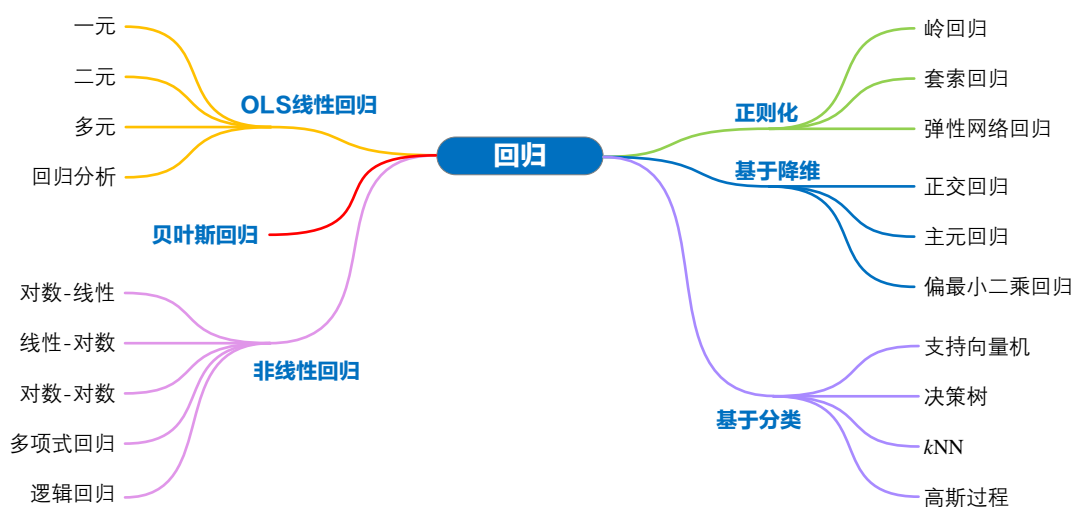 回归
OLS线性回归
一元
二元
多元
回归分析
贝叶斯回归
非线性回归
对数-线性
线性-对数
对数-对数
多项式回归
逻辑回归
正则化
岭回归
套索回归
弹性网络回归
基于降维
正交回归
主元回归
偏最小二乘回归
基于分类
支持向量机
决策树
kNN
高斯过程